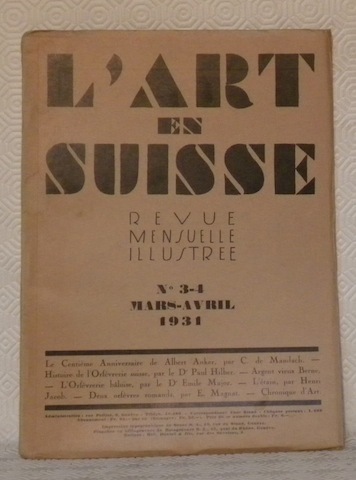 L'ART
EN
SUISSE
REVUE
MENSUELLE
ILLUSTREE
N° 3-4
MARS-AVRIL
1931
Le Centième Anniversaire de Albert Anker, par C. de Mandach. —
Histoire de l'Orfèvrerie suisse, par le Dr Paul Hilber. — Argent vieux Berne,
— L'Orfèvrerie bâloise, par le Dr Emile Major. — L'étain, par Henri
Jacob. — Deux orfèvres romands, par E. Magnat. — Chronique d'Art